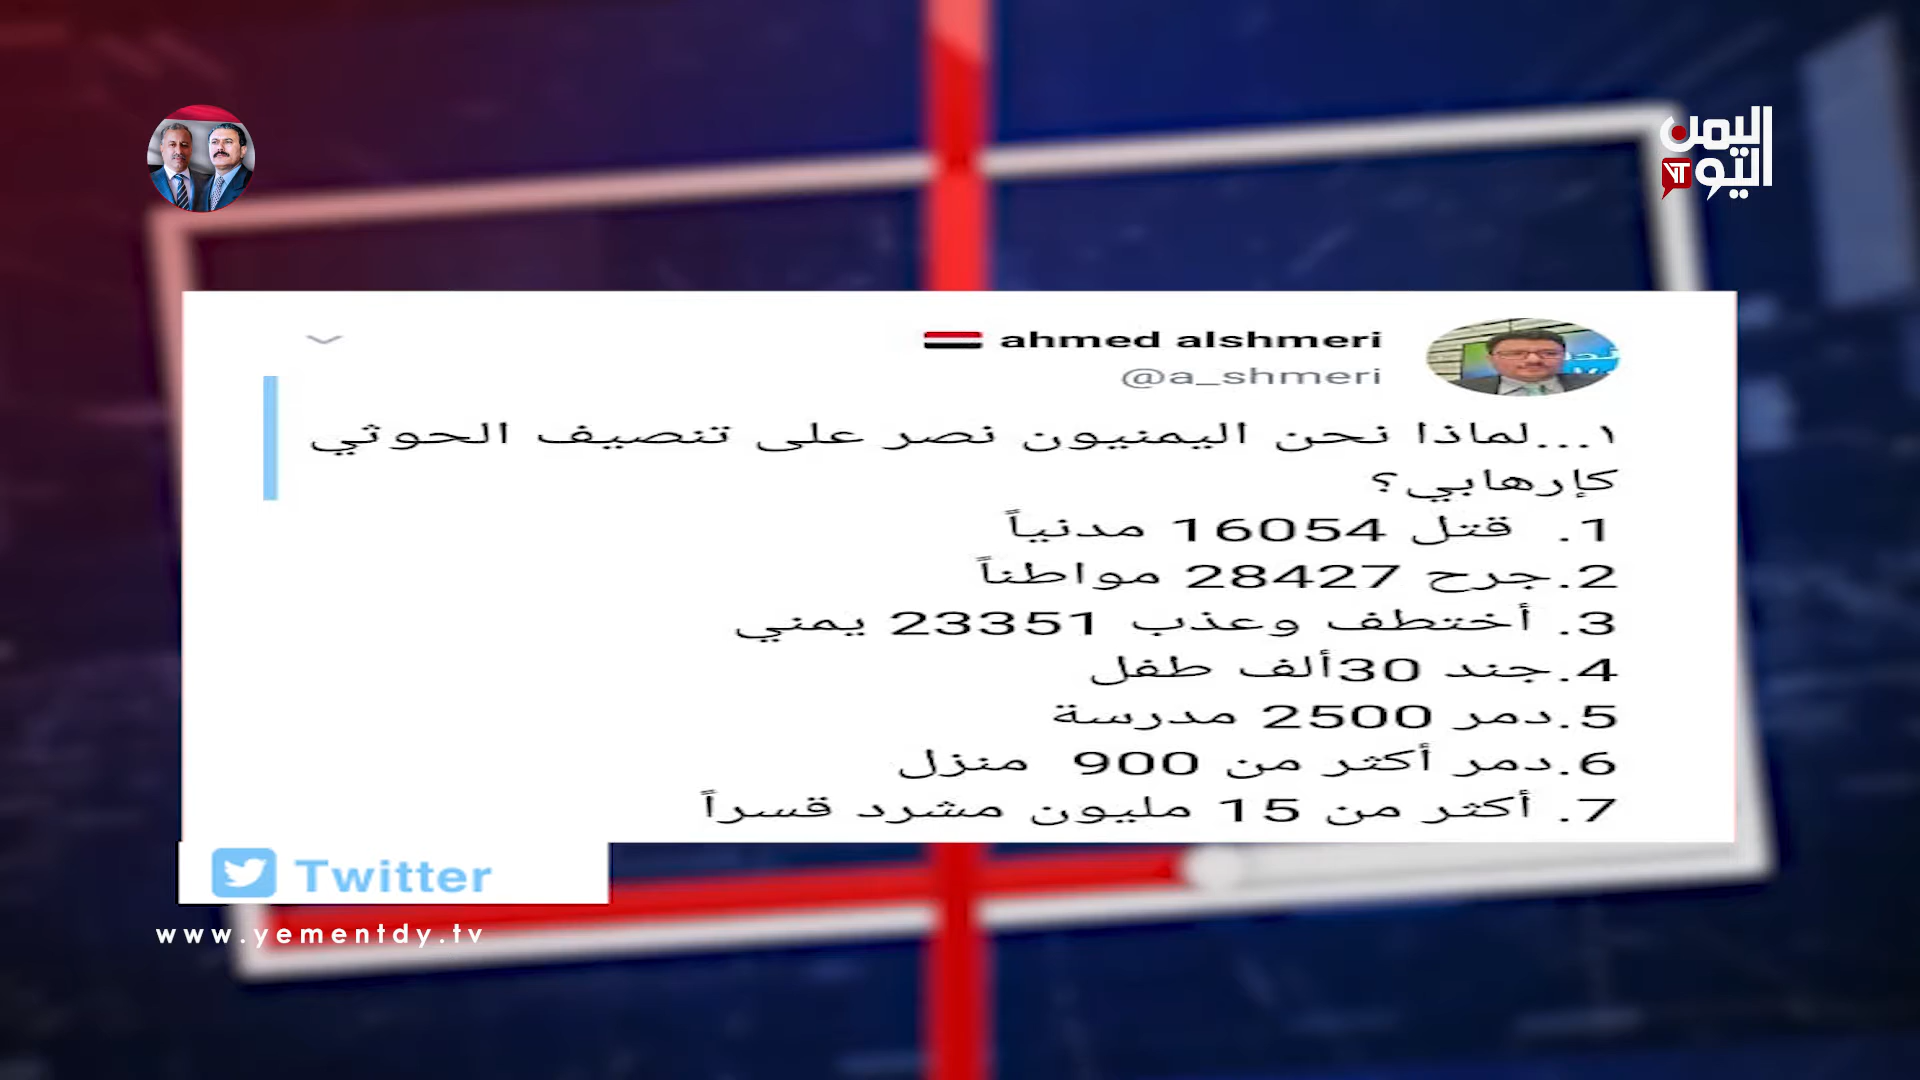 اليمن
اليوم
YT
ahmed alshmeri
@a_shmeri
١...لماذا نحن اليمنيون نصر على تنصيف الحوثي
كإرهابي؟
1. قتل 16054 مدنياً
2.جرح 28427 مواطناً
3. أختطف وعذب 23351 يمني
4.جند 30ألف طفل
5.دمر 2500 مدرسة
6.دمر أكثر من 900 منزل
7. أكثر من 15 مليون مشرد قسراً
Twitter
www.yementdy.tv